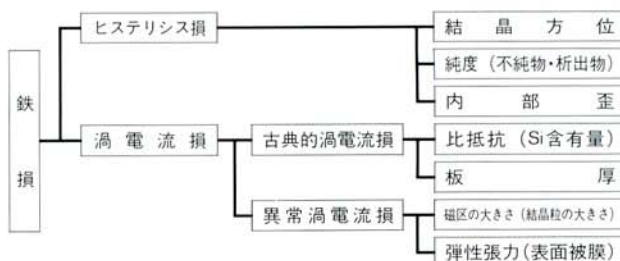 鉄損
ヒステリシス損
結晶方位
純度（不純物・析出物）
内部歪
渦電流損
古典的渦電流損
比抵抗（Si含有量）
板厚
異常渦電流損
磁区の大きさ（結晶粒の大きさ）
弾性張力（表面被膜）